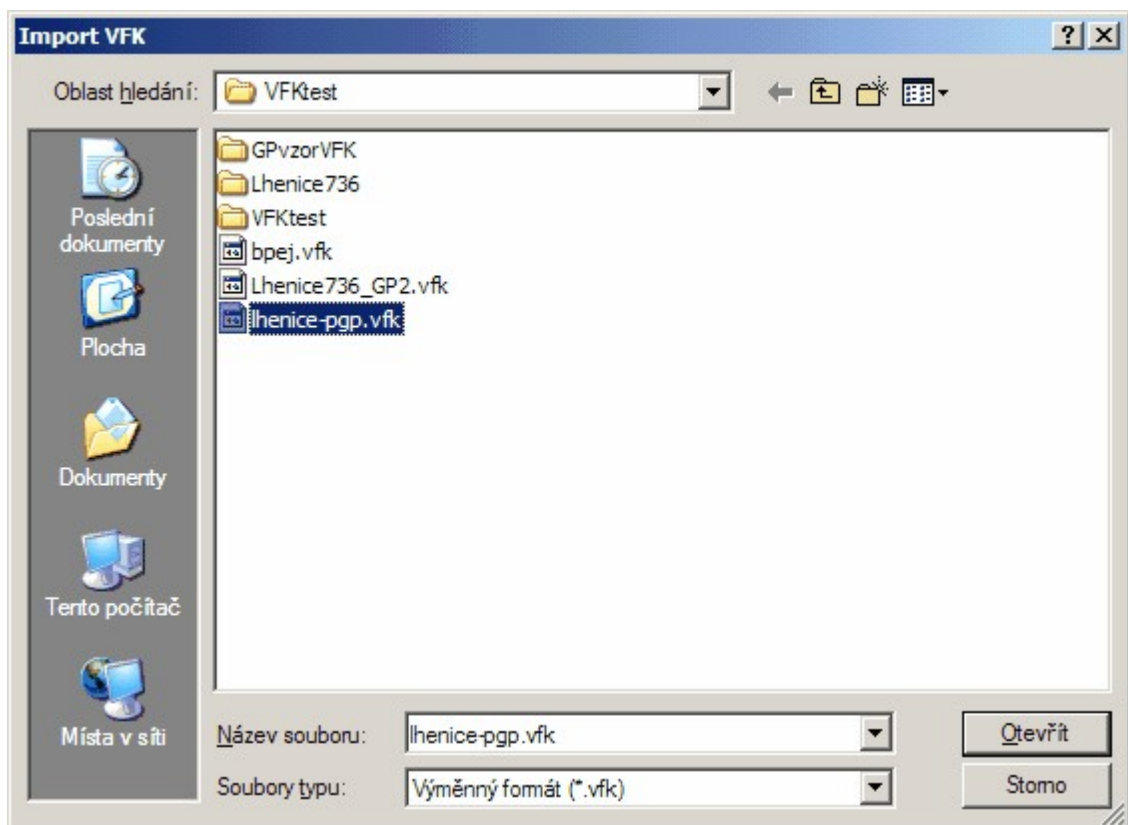 Import VFK
Oblast hledání: VFKtest
Poslední
dokumenty
Plocha
Dokumenty
Tento počítač
Místa v síti
GPvzorVFK
Lhenice736
VFKtest
bpej.vfk
Lhenice736_GP2.vfk
lhenice-pgp.vfk
Název souboru: lhenice-pgp.vfk Otevřít
Soubory typu: Výměnný formát (*.vfk) Storno